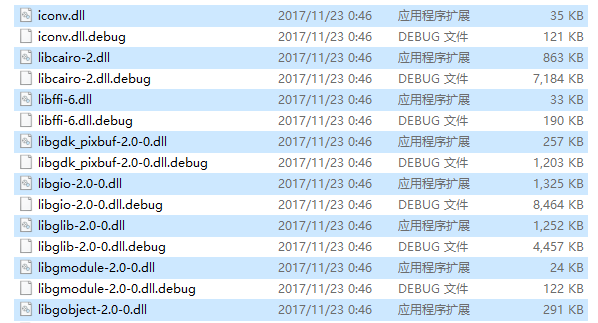 iconv.dll 2017/11/23 0:46 应用程序扩展 35 KB
iconv.dll.debug 2017/11/23 0:46 DEBUG 文件 121 KB
libcairo-2.dll 2017/11/23 0:46 应用程序扩展 863 KB
libcairo-2.dll.debug 2017/11/23 0:46 DEBUG 文件 7,184 KB
libffi-6.dll 2017/11/23 0:46 应用程序扩展 33 KB
libffi-6.dll.debug 2017/11/23 0:46 DEBUG 文件 190 KB
libgdk_pixbuf-2.0-0.dll 2017/11/23 0:46 应用程序扩展 257 KB
libgdk_pixbuf-2.0-0.dll.debug 2017/11/23 0:46 DEBUG 文件 1,203 KB
libgio-2.0-0.dll 2017/11/23 0:46 应用程序扩展 1,325 KB
libgio-2.0-0.dll.debug 2017/11/23 0:46 DEBUG 文件 8,464 KB
libglib-2.0-0.dll 2017/11/23 0:46 应用程序扩展 1,252 KB
libglib-2.0-0.dll.debug 2017/11/23 0:46 DEBUG 文件 4,457 KB
libgmodule-2.0-0.dll 2017/11/23 0:46 应用程序扩展 24 KB
libgmodule-2.0-0.dll.debug 2017/11/23 0:46 DEBUG 文件 122 KB
libgobject-2.0-0.dll 2017/11/23 0:46 应用程序扩展 291 KB